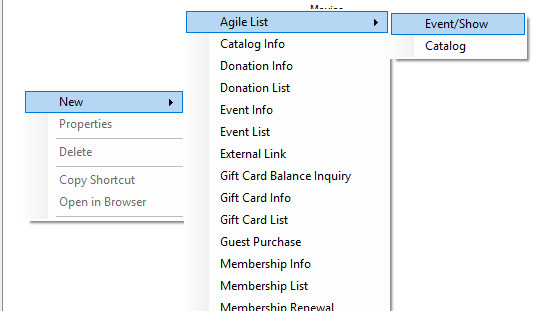 Agile List
Event/Show
Catalog Info
Catalog
Donation Info
Donation List
New
Event Info
Properties
Event List
Delete
External Link
Copy Shortcut
Gift Card Balance Inquiry
Open in Browser
Gift Card Info
Gift Card List
Guest Purchase
Membership Info
Membership List
Membership Renewal